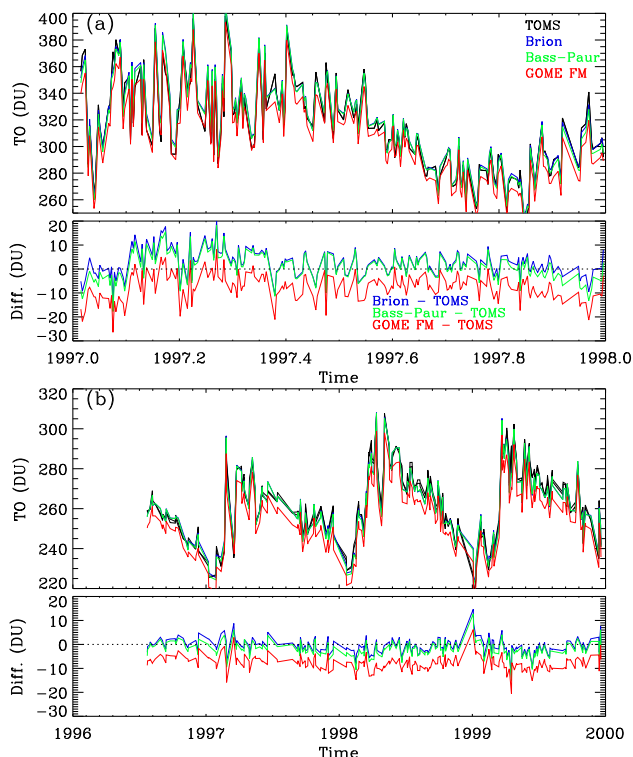 (a)
TOMS
Brion
Bass-Paur
GOME FM
TO (DU)
400
380
360
340
320
300
280
260
Diff. (DU)
20
10
0
-10
-20
-30
Brion - TOMS
Bass-Paur - TOMS
GOME FM - TOMS
1997.0
1997.2
1997.4
1997.6
1997.8
1998.0
Time
(b)
TO (DU)
320
300
280
260
240
220
Diff. (DU)
20
10
0
-10
-20
-30
1996
1997
1998
1999
2000
Time